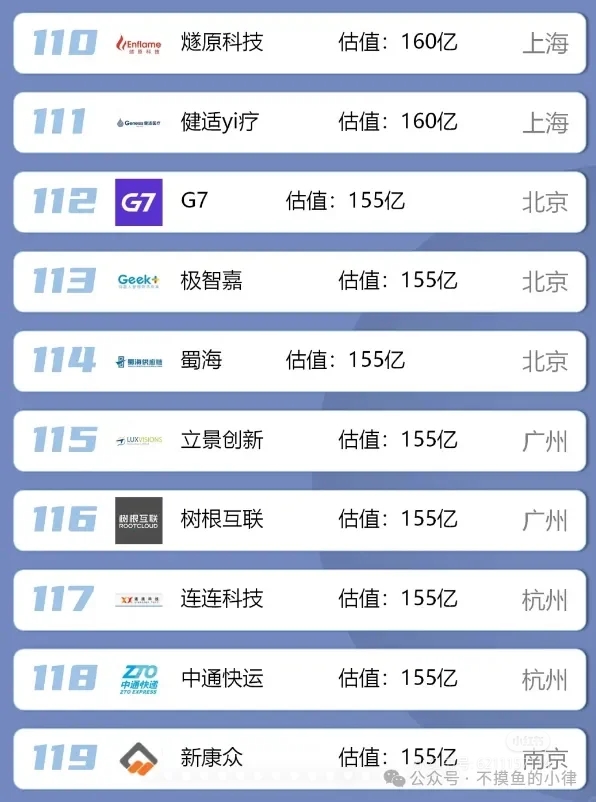 110 Enflame 燧原科技 燧原科技 估值：160亿 上海
111 Genesis 健适医疗 健适yi疗 估值：160亿 上海
112 G7 G7 估值：155亿 北京
113 Geek+ 极智嘉 估值：155亿 北京
114 蜀海供应链 蜀海 估值：155亿 北京
115 LUXVISIONS 立景创新 估值：155亿 广州
116 树根互联 ROOTCLOUD 树根互联 估值：155亿 广州
117 连连科技 估值：155亿 杭州
118 ZTO 中通快递 ZTO EXPRESS 中通快运 估值：155亿 杭州
119 新康众 估值：155亿 南京
小红书
公众号 · 不摸鱼的小律